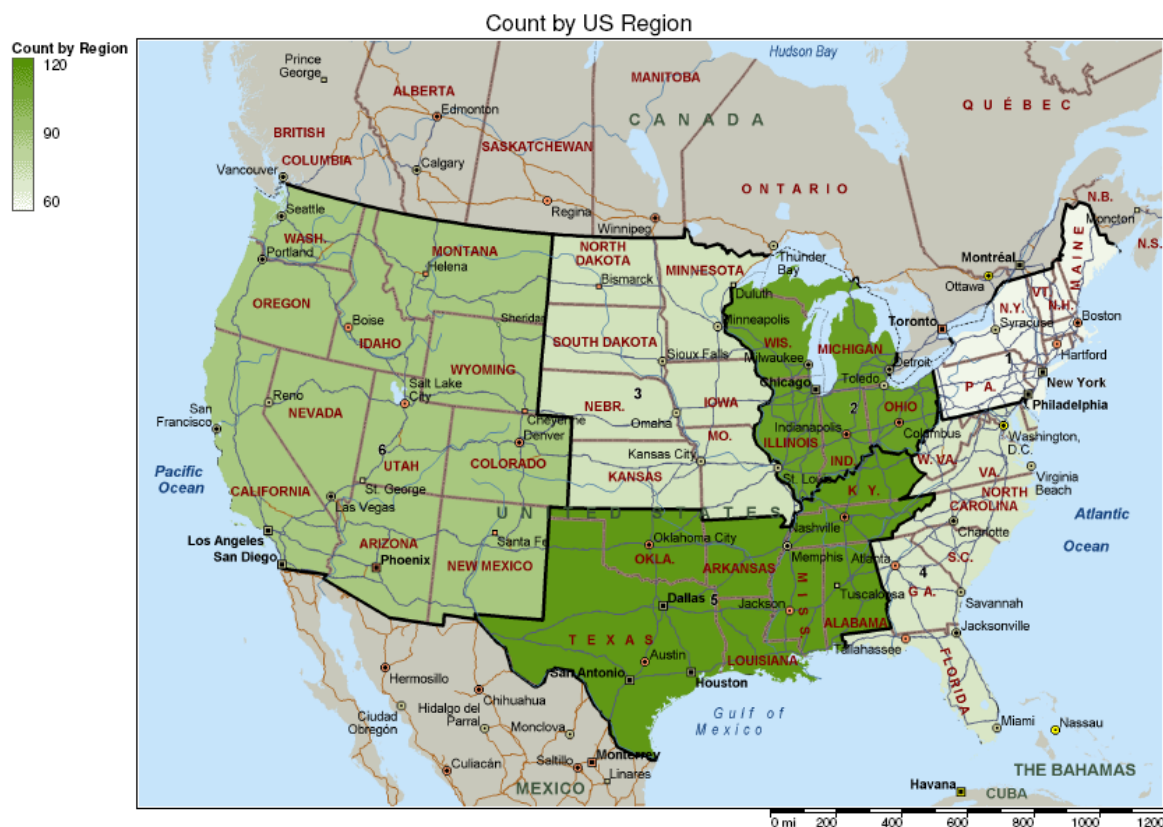 Count by US Region
Count by Region
120
90
60
Hudson Bay
Prince
George
MANITOBA
ALBERTA
QUÉBEC
Edmonton
CANADA
BRITISH
COLUMBIA
SASKATCHEWAN
Calgary
Vancouver
ONTARIO
N.B.
Regina
Moncton
Seattle
Winnipeg
WASH.
MONTANA
NORTH
DAKOTA
N.S.
MAINE
Portland
Helena
MINNESOTA
Thunder
Bay
Montréal
Bismarck
Ottawa
Duluth
VT.
N.H.
OREGON
N.Y.
Boise
Sheridan
Minneapolis
Toronto
Syracuse
Boston
IDAHO
SOUTH DAKOTA
WIS.
MICHIGAN
Hartford
Milwaukee
Detroit
1
Sioux Falls
WYOMING
Toledo
Chicago
P A.
New York
Salt Lake
City
Reno
3
NEBR.
IOWA
2
OHIO
Philadelphia
San
Francisco
NEVADA
Cheyenne
Omaha
Indianapolis
Columbus
Denver
MO.
ILLINOIS
Washington,
D.C.
6
UTAH
COLORADO
Kansas City
IND.
W. VA.
VA.
Pacific
Ocean
St. George
KANSAS
St. Louis
Virginia
Beach
CALIFORNIA
K Y.
NORTH
CAROLINA
Las Vegas
UNITED STATES
Atlantic
Ocean
Nashville
Charlotte
Los Angeles
ARIZONA
Santa Fe
Oklahoma City
San Diego
Phoenix
NEW MEXICO
OKLA.
ARKANSAS
Memphis
Atlanta
S.C.
4
MISS
Tuscaloosa
G A.
Dallas
5
Jackson
Savannah
ALABAMA
TEXAS
Jacksonville
Austin
LOUISIANA
Tallahassee
San Antonio
Houston
Hermosillo
FLORIDA
Chihuahua
Hidalgo del
Parral
Gulf of
Mexico
Ciudad
Obregón
Monclova
Miami
Nassau
Monterrey
Saltillo
Culiacán
Linares
THE BAHAMAS
MEXICO
Havana
CUBA
0 mi 200 400 600 800 1000 1200